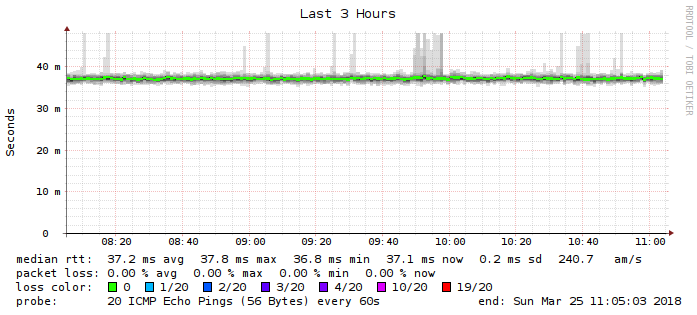 Last 3 Hours
RRDTOOL / TOBI OETIKER
Seconds
40 m
30 m
20 m
10 m
0
08:20 08:40 09:00 09:20 09:40 10:00 10:20 10:40 11:00
median rtt: 37.2 ms avg 37.8 ms max 36.8 ms min 37.1 ms now 0.2 ms sd 240.7 am/s
packet loss: 0.00 % avg 0.00 % max 0.00 % min 0.00 % now
loss color: 0 1/20 2/20 3/20 4/20 10/20 19/20
probe: 20 ICMP Echo Pings (56 Bytes) every 60s end: Sun Mar 25 11:05:03 2018